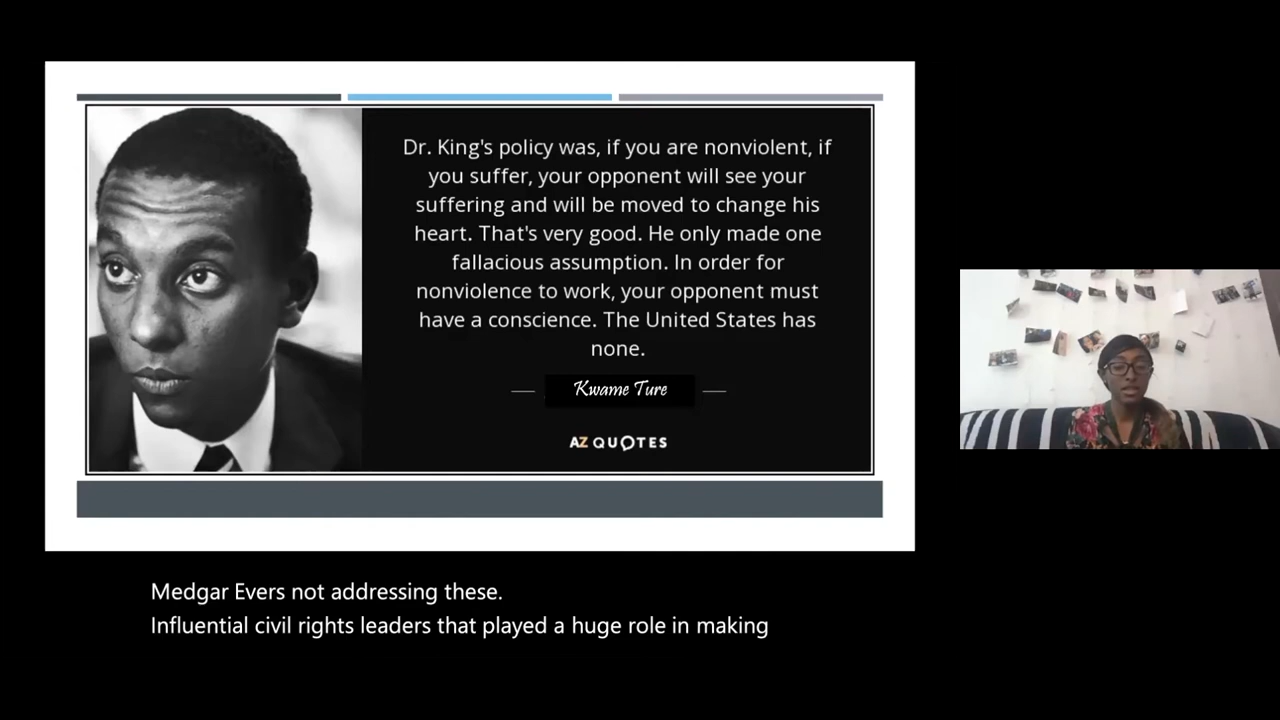 Dr. King's policy was, if you are nonviolent, if
you suffer, your opponent will see your
suffering and will be moved to change his
heart. That's very good. He only made one
fallacious assumption. In order for
nonviolence to work, your opponent must
have a conscience. The United States has
none.
Kwame Ture
AZ QUOTES
Medgar Evers not addressing these.
Influential civil rights leaders that played a huge role in making